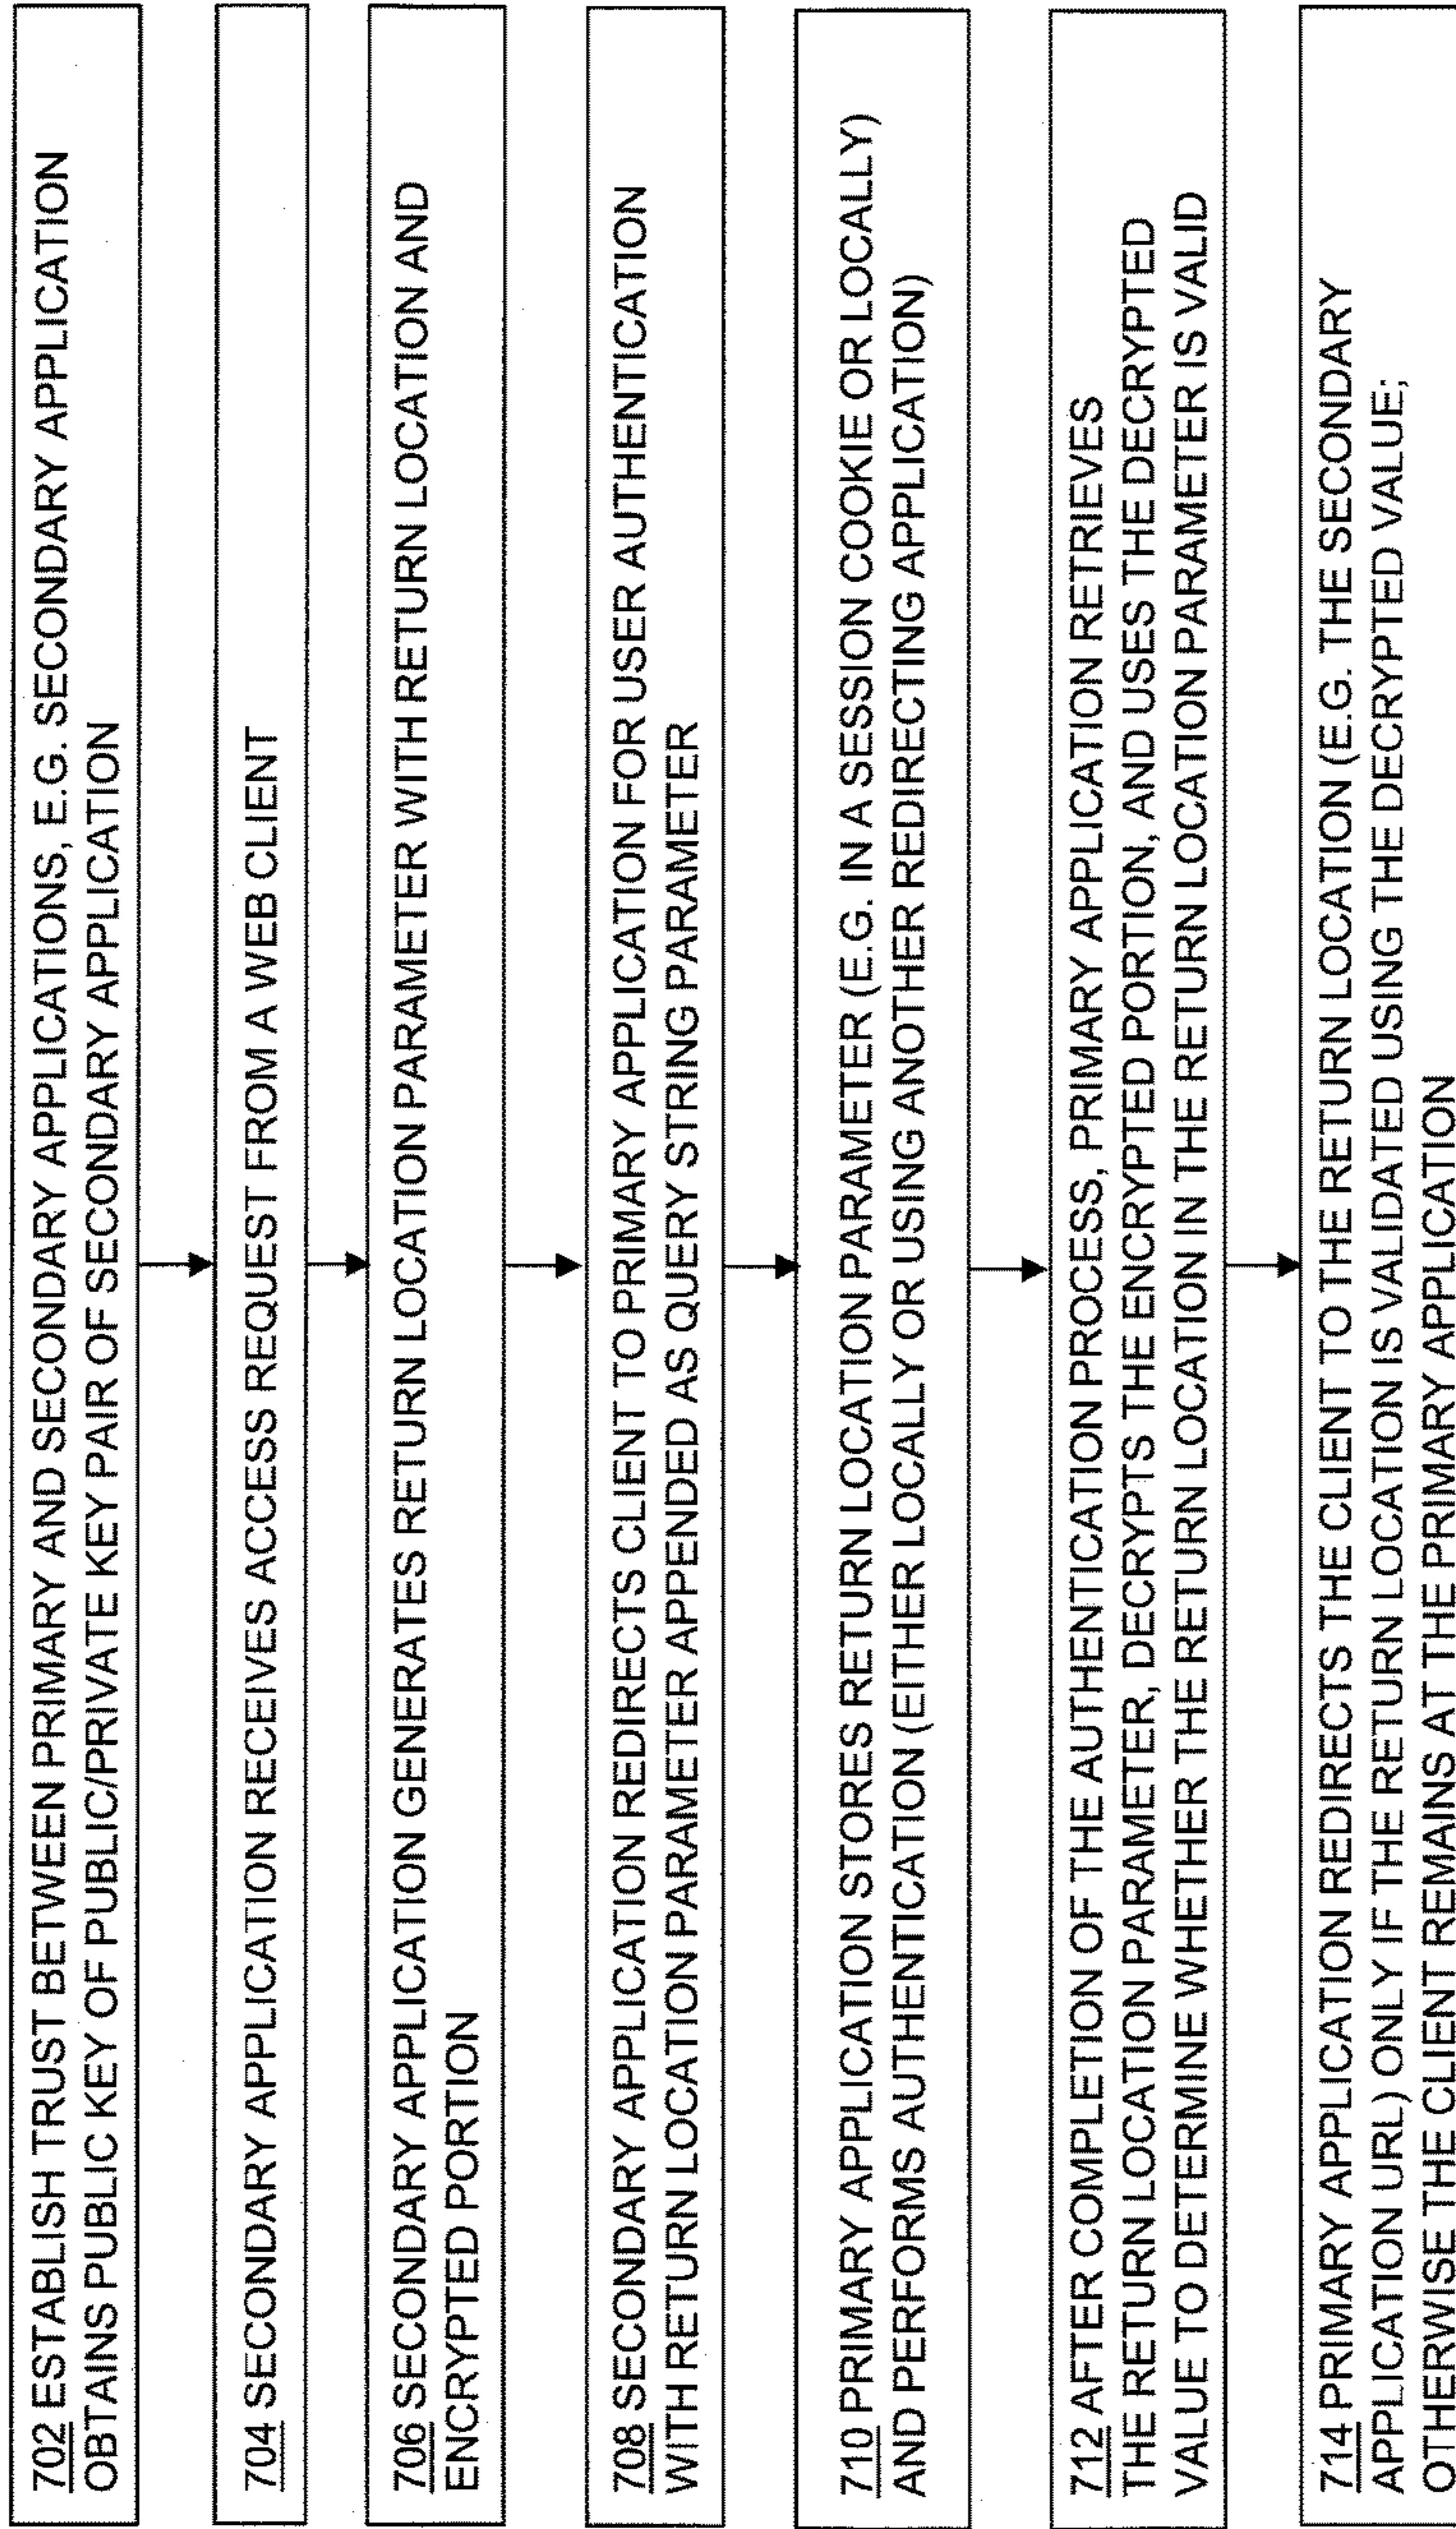 702 ESTABLISH TRUST BETWEEN PRIMARY AND SECONDARY APPLICATIONS, E.G. SECONDARY APPLICATION
OBTAINS PUBLIC KEY OF PUBLIC/PRIVATE KEY PAIR OF SECONDARY APPLICATION
704 SECONDARY APPLICATION RECEIVES ACCESS REQUEST FROM A WEB CLIENT
706 SECONDARY APPLICATION GENERATES RETURN LOCATION PARAMETER WITH RETURN LOCATION AND
ENCRYPTED PORTION
708 SECONDARY APPLICATION REDIRECTS CLIENT TO PRIMARY APPLICATION FOR USER AUTHENTICATION
WITH RETURN LOCATION PARAMETER APPENDED AS QUERY STRING PARAMETER
710 PRIMARY APPLICATION STORES RETURN LOCATION PARAMETER (E.G. IN A SESSION COOKIE OR LOCALLY)
AND PERFORMS AUTHENTICATION (EITHER LOCALLY OR USING ANOTHER REDIRECTING APPLICATION)
712 AFTER COMPLETION OF THE AUTHENTICATION PROCESS, PRIMARY APPLICATION RETRIEVES
THE RETURN LOCATION PARAMETER, DECRYPTS THE ENCRYPTED PORTION, AND USES THE DECRYPTED
VALUE TO DETERMINE WHETHER THE RETURN LOCATION IN THE RETURN LOCATION PARAMETER IS VALID
714 PRIMARY APPLICATION REDIRECTS THE CLIENT TO THE RETURN LOCATION (E.G. THE SECONDARY
APPLICATION URL) ONLY IF THE RETURN LOCATION IS VALIDATED USING THE DECRYPTED VALUE;
OTHERWISE THE CLIENT REMAINS AT THE PRIMARY APPLICATION